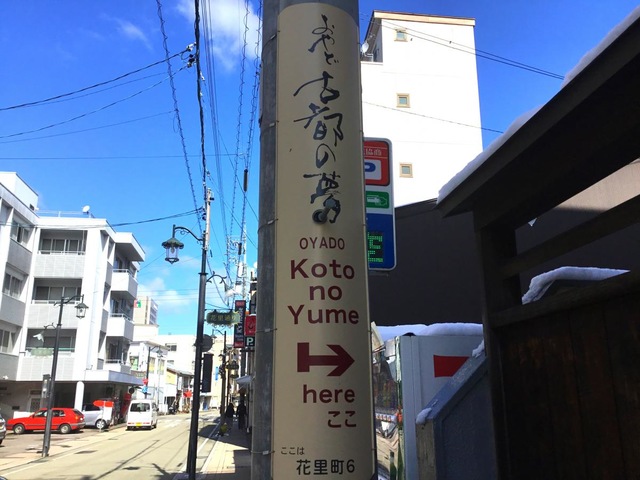 おやど古都の夢
OYADO
Koto
no
Yume
here
ここ
ここは
花里町6
P